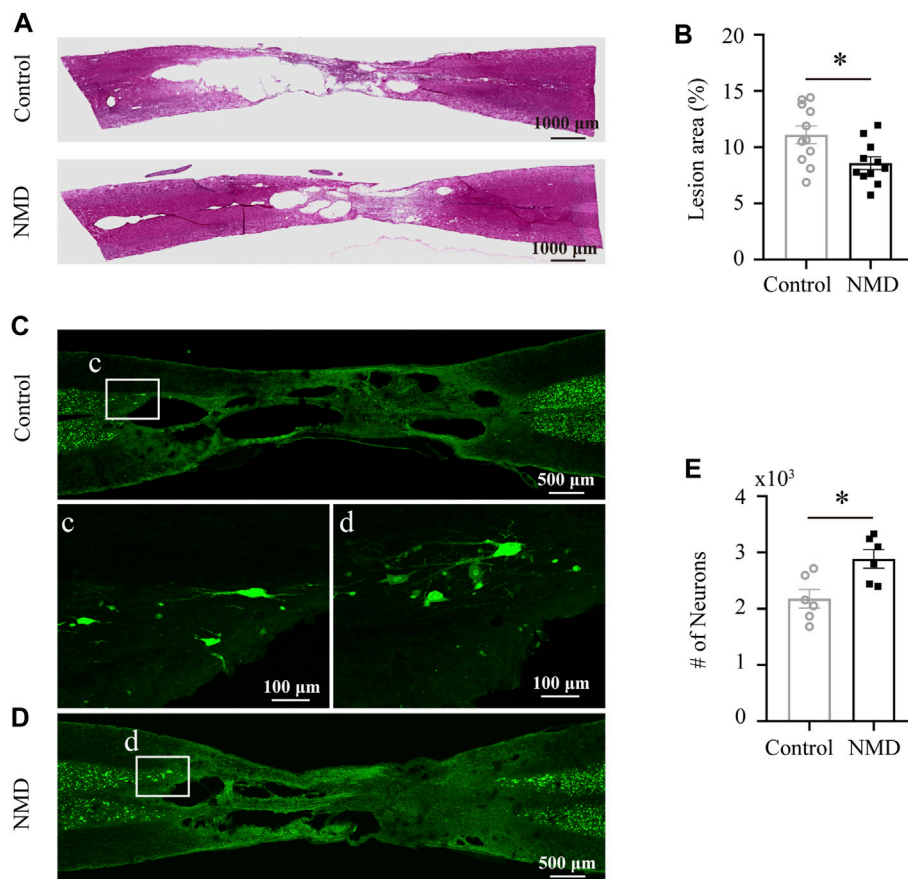 A
Control
1000 µm
NMD
1000 µm
B
Lesion area (%)
20
15
10
5
0
*
Control NMD
C
Control
c
500 µm
c
100 µm
d
100 µm
D
NMD
d
500 µm
E
x10³
# of Neurons
4
3
2
1
0
*
Control NMD